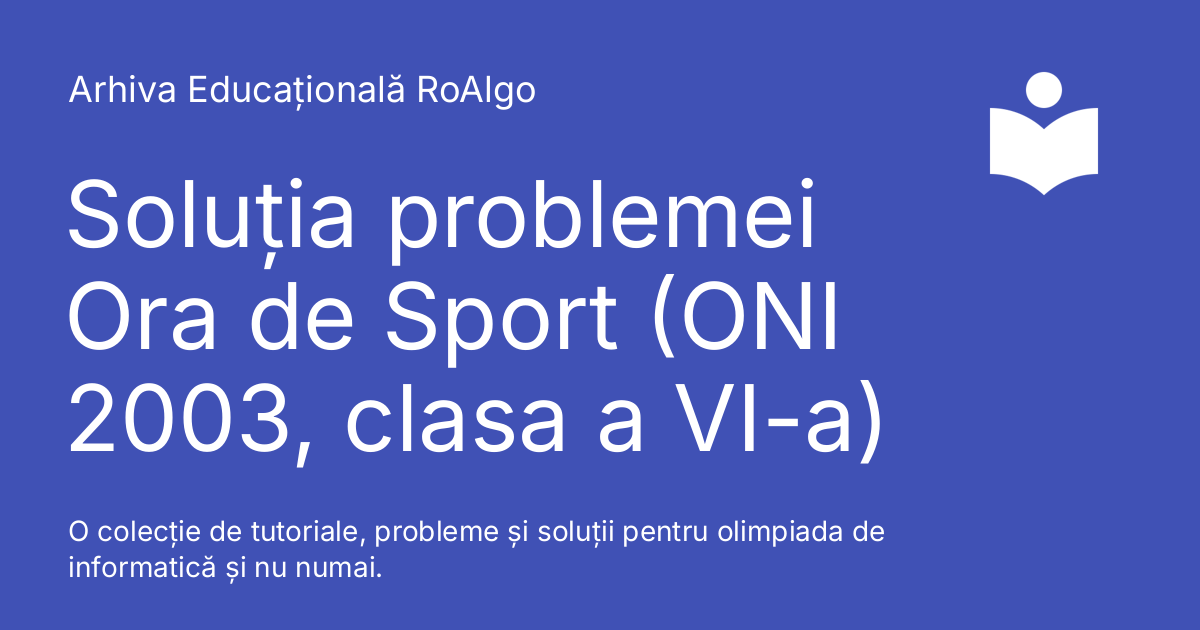 Arhiva Educațională RoAlgo
Soluția problemei
Ora de Sport (ONI
2003, clasa a VI-a)
O colecție de tutoriale, probleme și soluții pentru olimpiada de
informatică și nu numai.